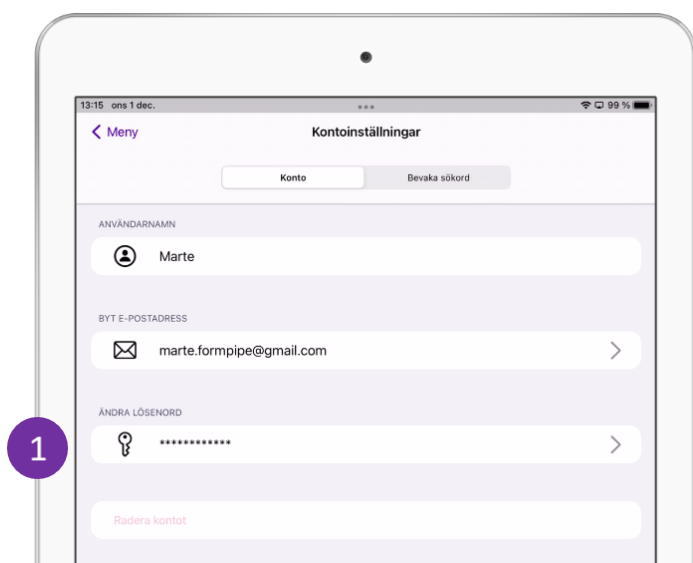 13:15 ons 1 dec.
99 %
Meny
Kontoinställningar
Konto
Bevaka sökord
ANVÄNDARNAMN
Marte
BYT E-POSTADRESS
marte.formpipe@gmail.com
ÄNDRA LÖSENORD
1
************
Radera kontot